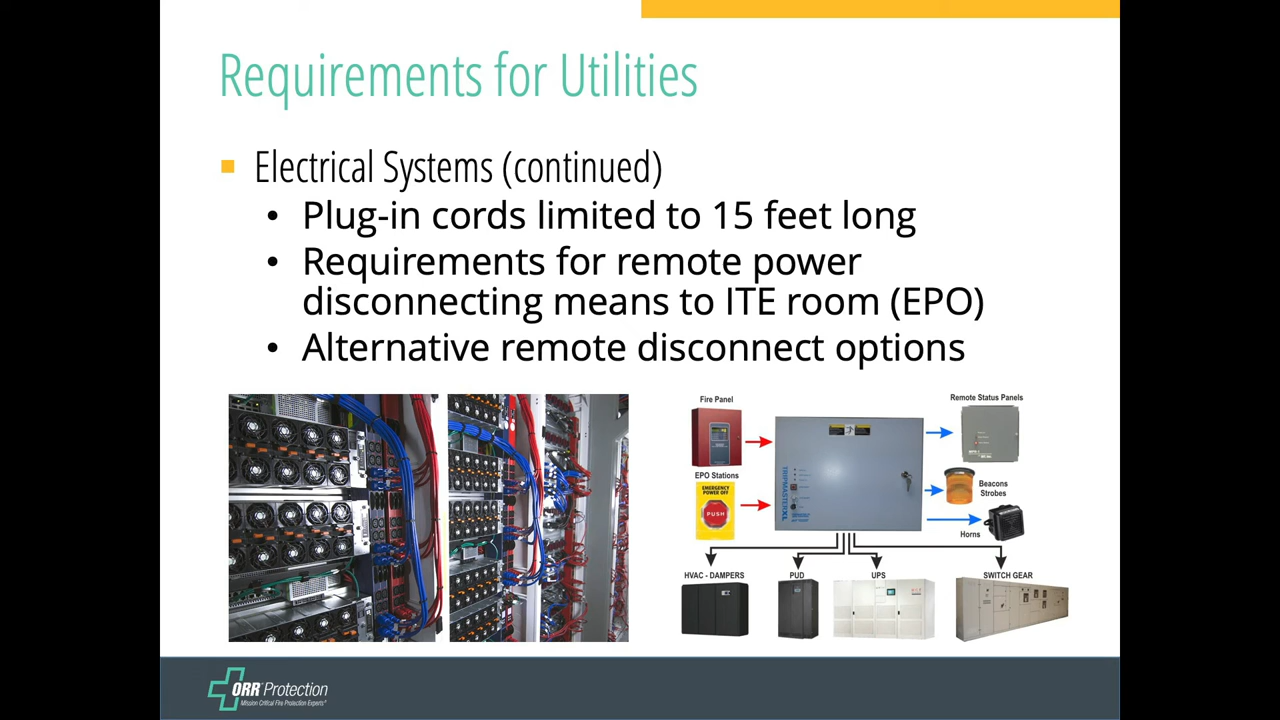 Requirements for Utilities
Electrical Systems (continued)
• Plug-in cords limited to 15 feet long
• Requirements for remote power
disconnecting means to ITE room (EPO)
• Alternative remote disconnect options
Fire Panel
Remote Status Panels
EPO Stations
EMERGENCY
POWER OFF
PUSH
TRIPMASTERXL
Beacons
Strobes
Horns
HVAC - DAMPERS
PUD
UPS
SWITCH GEAR
ORR Protection
Mission Critical Fire Protection Experts